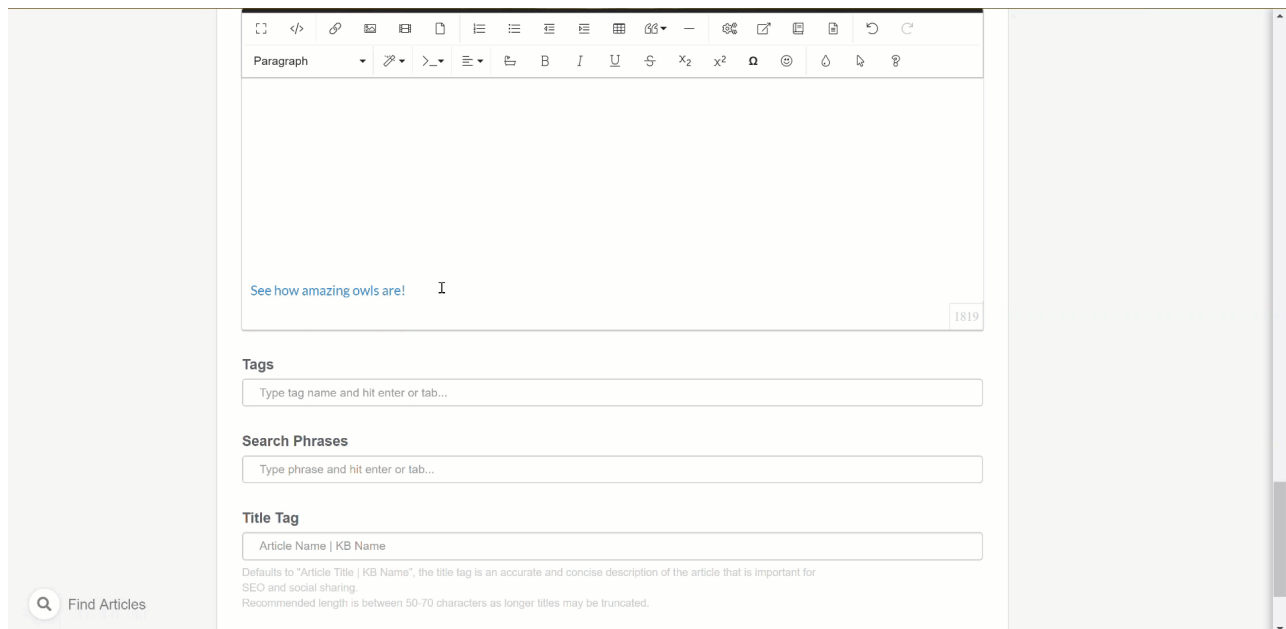 Paragraph
B I U S X2 X2 Ω
See how amazing owls are!
1819
Tags
Type tag name and hit enter or tab...
Search Phrases
Type phrase and hit enter or tab...
Title Tag
Article Name | KB Name
Defaults to "Article Title | KB Name", the title tag is an accurate and concise description of the article that is important for
SEO and social sharing.
Recommended length is between 50-70 characters as longer titles may be truncated.
Find Articles